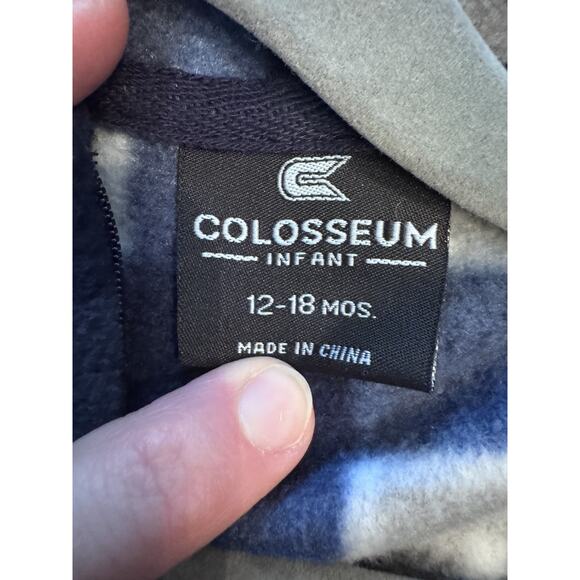 COLOSSEUM
INFANT
12-18 MOS.
MADE IN CHINA